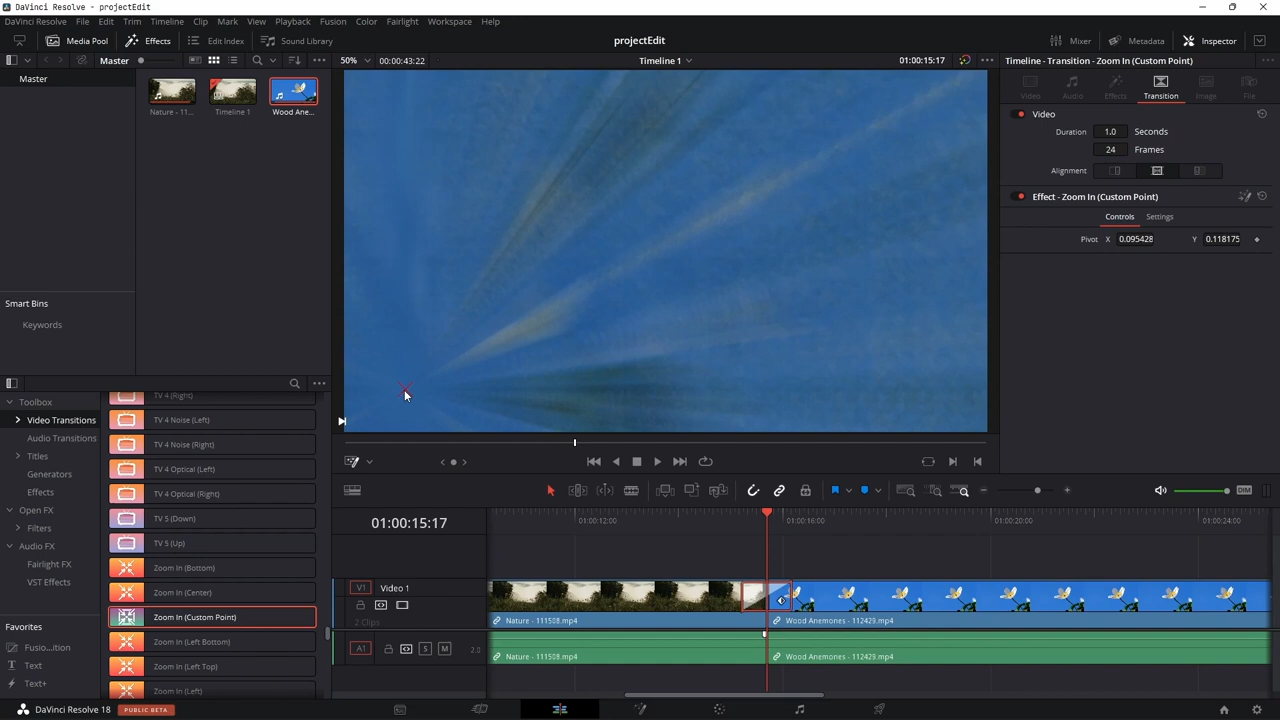 DaVinci Resolve - projectEdit
DaVinci Resolve File Edit Trim Timeline Clip Mark View Playback Fusion Color Fairlight Workspace Help
Media Pool Effects Edit Index Sound Library projectEdit Mixer Metadata Inspector
Master 50% 00:00:43:22 Timeline 1 01:00:15:17 Timeline - Transition - Zoom In (Custom Point)
Master
Nature - 11... Timeline 1 Wood Ane...
Video Audio Effects Transition Image File
Video
Duration 1.0 Seconds
24 Frames
Alignment
Effect - Zoom In (Custom Point)
Controls Settings
Pivot X 0.095428 Y 0.118175
Smart Bins
Keywords
Toolbox
Video Transitions
Audio Transitions
Titles
Generators
Effects
Open FX
Filters
Audio FX
Fairlight FX
VST Effects
Favorites
Fusio...ition
Text
Text+
TV 4 (Right)
TV 4 Noise (Left)
TV 4 Noise (Right)
TV 4 Optical (Left)
TV 4 Optical (Right)
TV 5 (Down)
TV 5 (Up)
Zoom In (Bottom)
Zoom In (Center)
Zoom In (Custom Point)
Zoom In (Left Bottom)
Zoom In (Left Top)
Zoom In (Left)
DIM
01:00:15:17 01:00:12:00 01:00:16:00 01:00:20:00 01:00:24:00
V1 Video 1
2 Clips
Nature - 111508.mp4 Wood Anemones - 112429.mp4
A1 S M 2.0
Nature - 111508.mp4 Wood Anemones - 112429.mp4
DaVinci Resolve 18 PUBLIC BETA